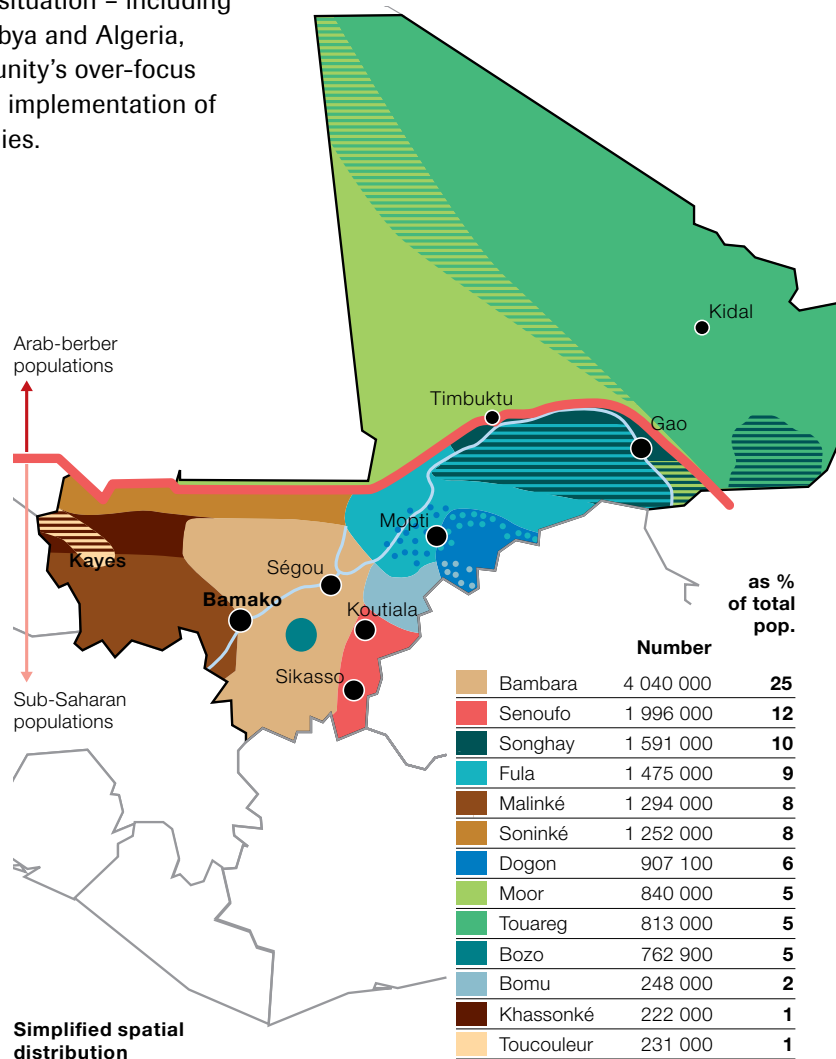 situation – including
bya and Algeria,
unity’s over-focus
implementation of
ies.
Kidal
Arab-berber
populations
Timbuktu
Gao
Mopti
Kayes
Ségou
Bamako
Koutiala
Sikasso
Sub-Saharan
populations
as %
of total
pop.
Number
Bambara 4 040 000 25
Senoufo 1 996 000 12
Songhay 1 591 000 10
Fula 1 475 000 9
Malinké 1 294 000 8
Soninké 1 252 000 8
Dogon 907 100 6
Moor 840 000 5
Touareg 813 000 5
Bozo 762 900 5
Bomu 248 000 2
Khassonké 222 000 1
Toucouleur 231 000 1
Simplified spatial
distribution